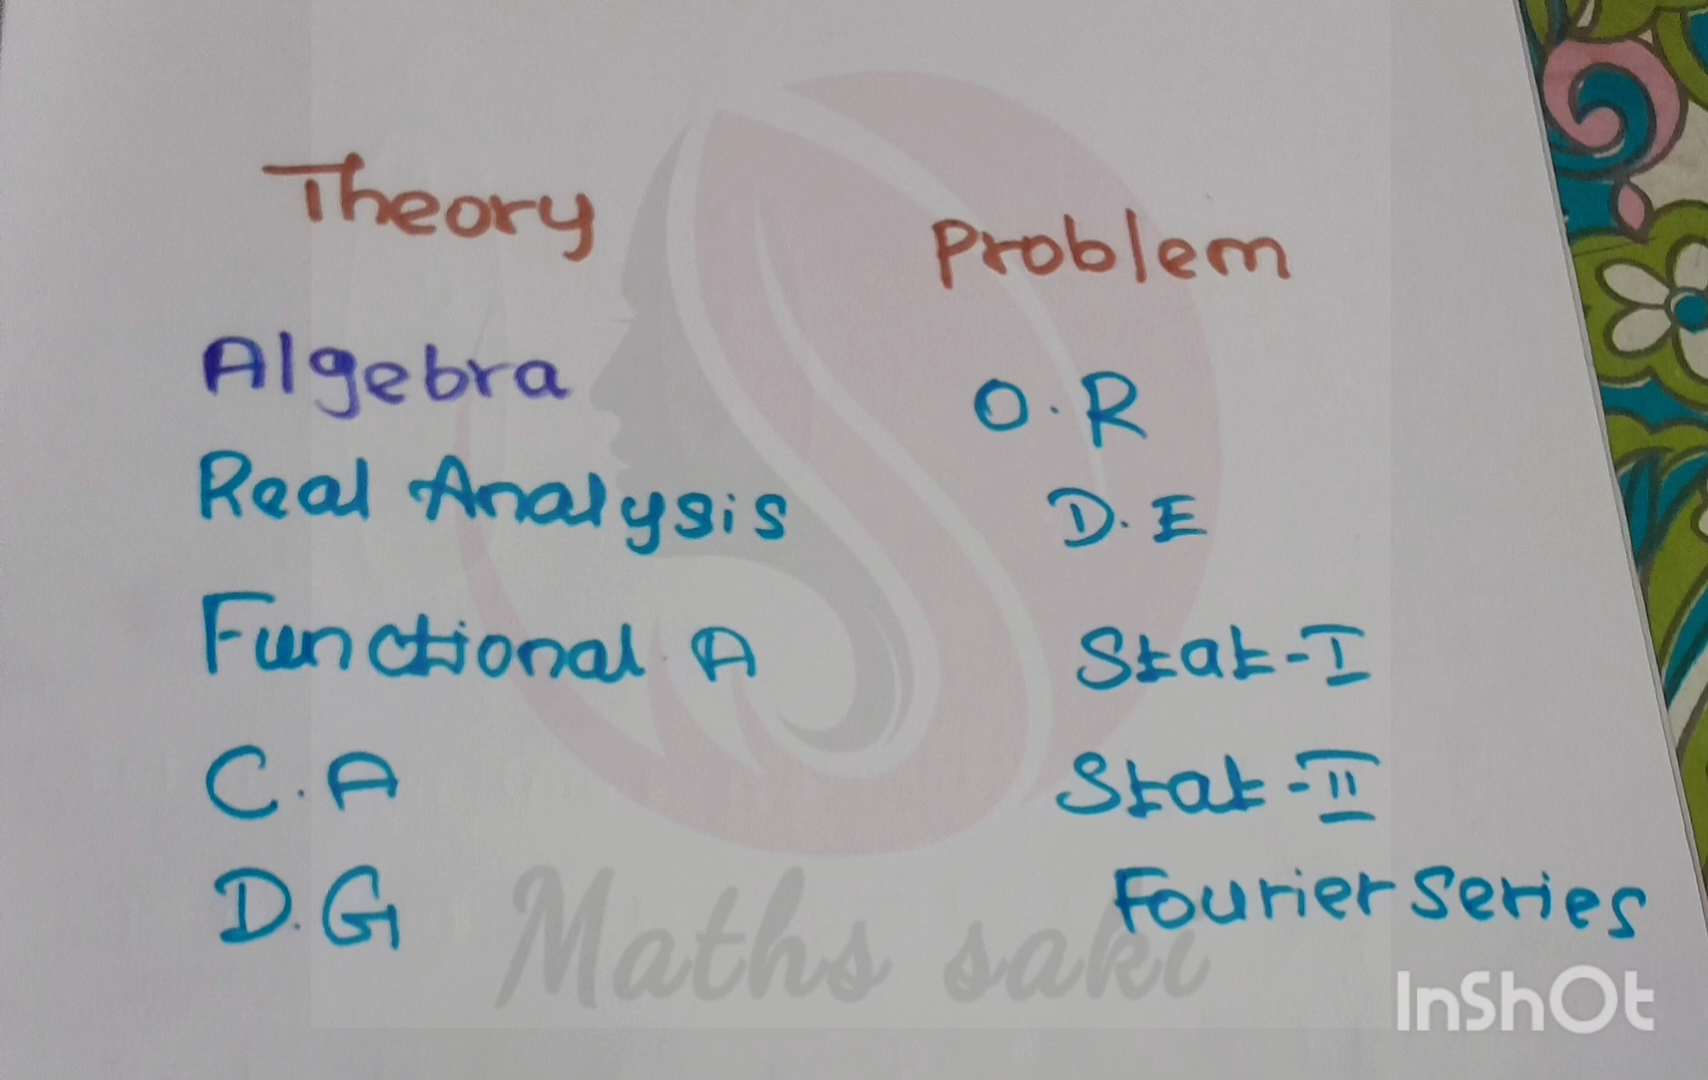 Theory
Problem
Algebra
O.R
Real Analysis
D.E
Functional A
Stat-I
C.A
Stat-II
D.G
Fourier Series
Maths saki
InShOt